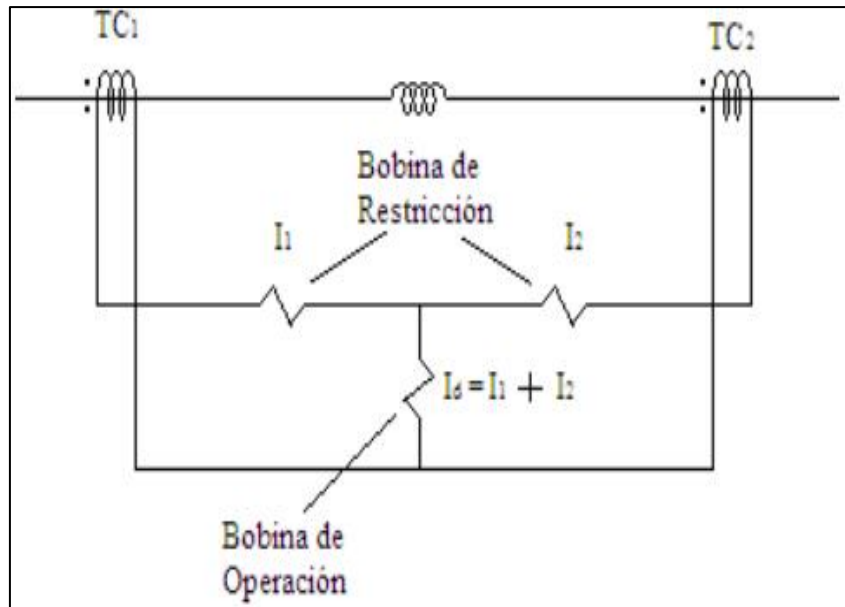 TC1
TC2
Bobina de
Restricción
I1
I2
Id = I1 + I2
Bobina de
Operación